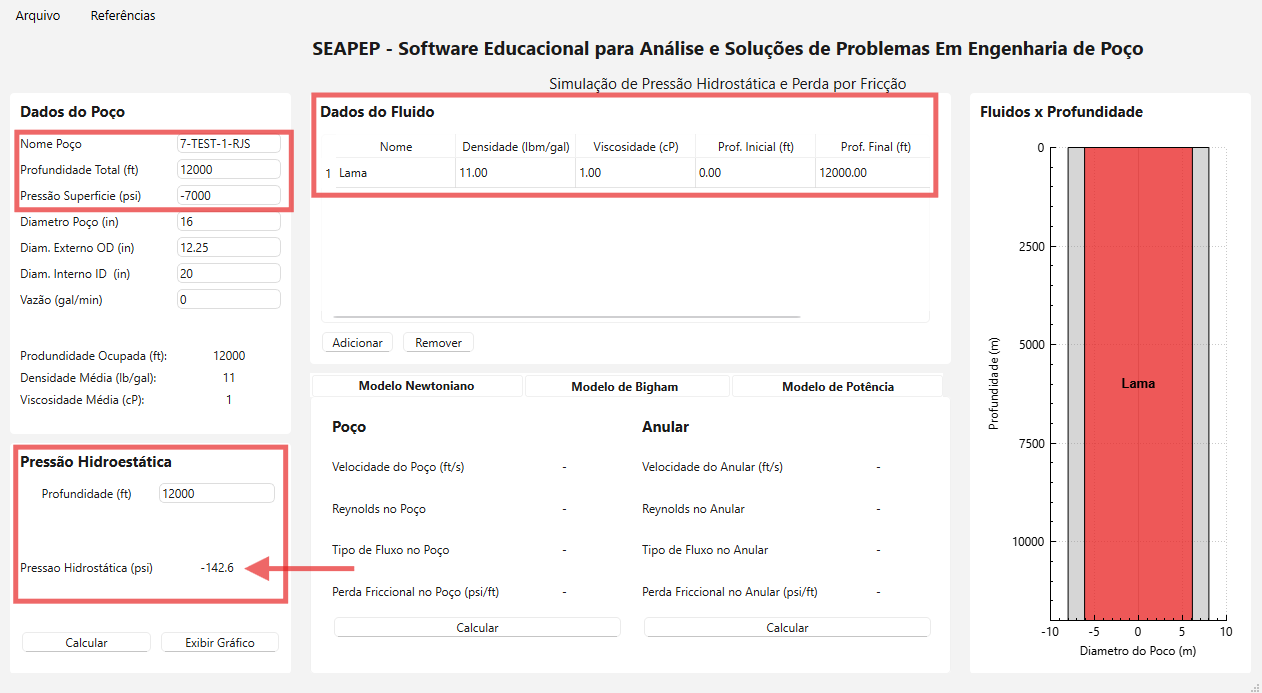 Arquivo Referências
SEAPEP - Software Educacional para Análise e Soluções de Problemas Em Engenharia de Poço
Simulação de Pressão Hidrostática e Perda por Fricção
Dados do Poço
Nome Poço 7-TEST-1-RJS
Profundidade Total (ft) 12000
Pressão Superficie (psi) -7000
Diametro Poço (in) 16
Diam. Externo OD (in) 12.25
Diam. Interno ID (in) 20
Vazão (gal/min) 0
Produndidade Ocupada (ft): 12000
Densidade Média (lb/gal): 11
Viscosidade Média (cP): 1
Pressão Hidroestática
Profundidade (ft) 12000
Pressao Hidrostática (psi) -142.6
Calcular Exibir Gráfico
Dados do Fluido
Nome Densidade (lbm/gal) Viscosidade (cP) Prof. Inicial (ft) Prof. Final (ft)
1 Lama 11.00 1.00 0.00 12000.00
Adicionar Remover
Modelo Newtoniano Modelo de Bigham Modelo de Potência
Poço Anular
Velocidade do Poço (ft/s) - Velocidade do Anular (ft/s) -
Reynolds no Poço - Reynolds no Anular -
Tipo de Fluxo no Poço - Tipo de Fluxo no Anular -
Perda Friccional no Poço (psi/ft) - Perda Friccional no Anular (psi/ft) -
Calcular Calcular
Fluidos x Profundidade
0
2500
5000
7500
10000
Profundidade (m)
Lama
-10 -5 0 5 10
Diametro do Poco (m)